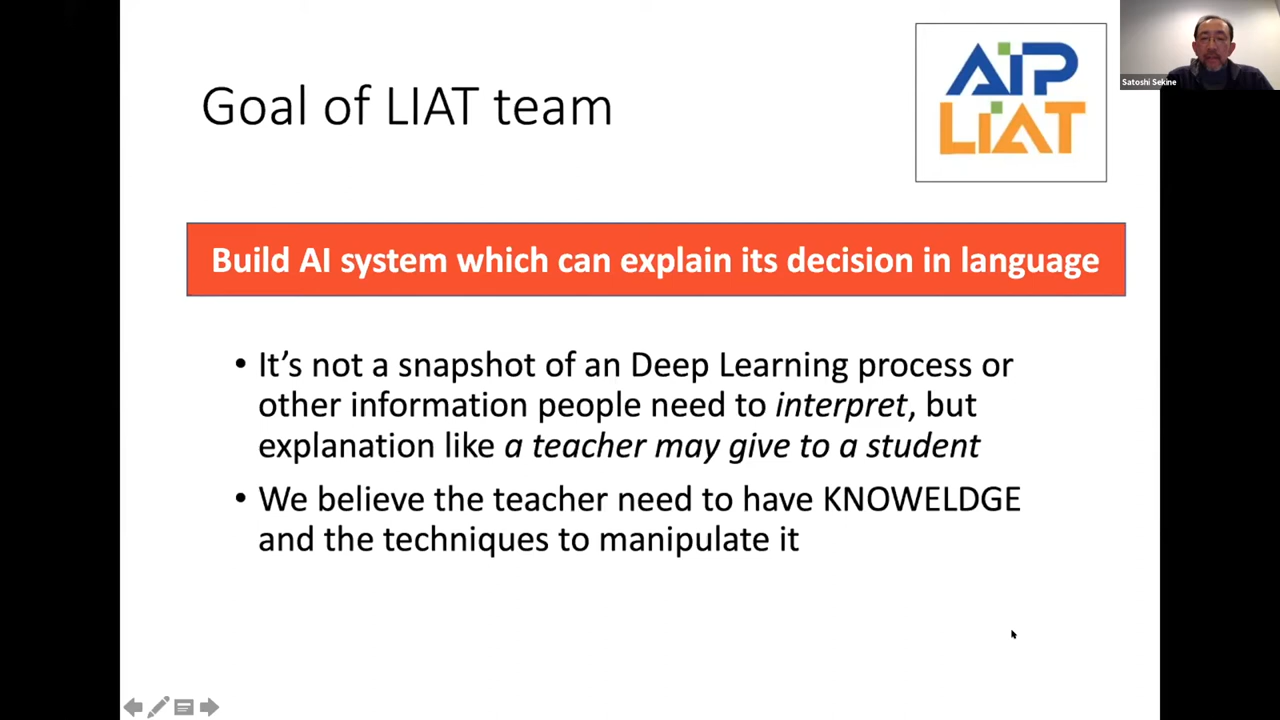 Goal of LIAT team
AIP
LIAT
Satoshi Sekine
Build AI system which can explain its decision in language
• It’s not a snapshot of an Deep Learning process or
other information people need to interpret, but
explanation like a teacher may give to a student
• We believe the teacher need to have KNOWELDGE
and the techniques to manipulate it